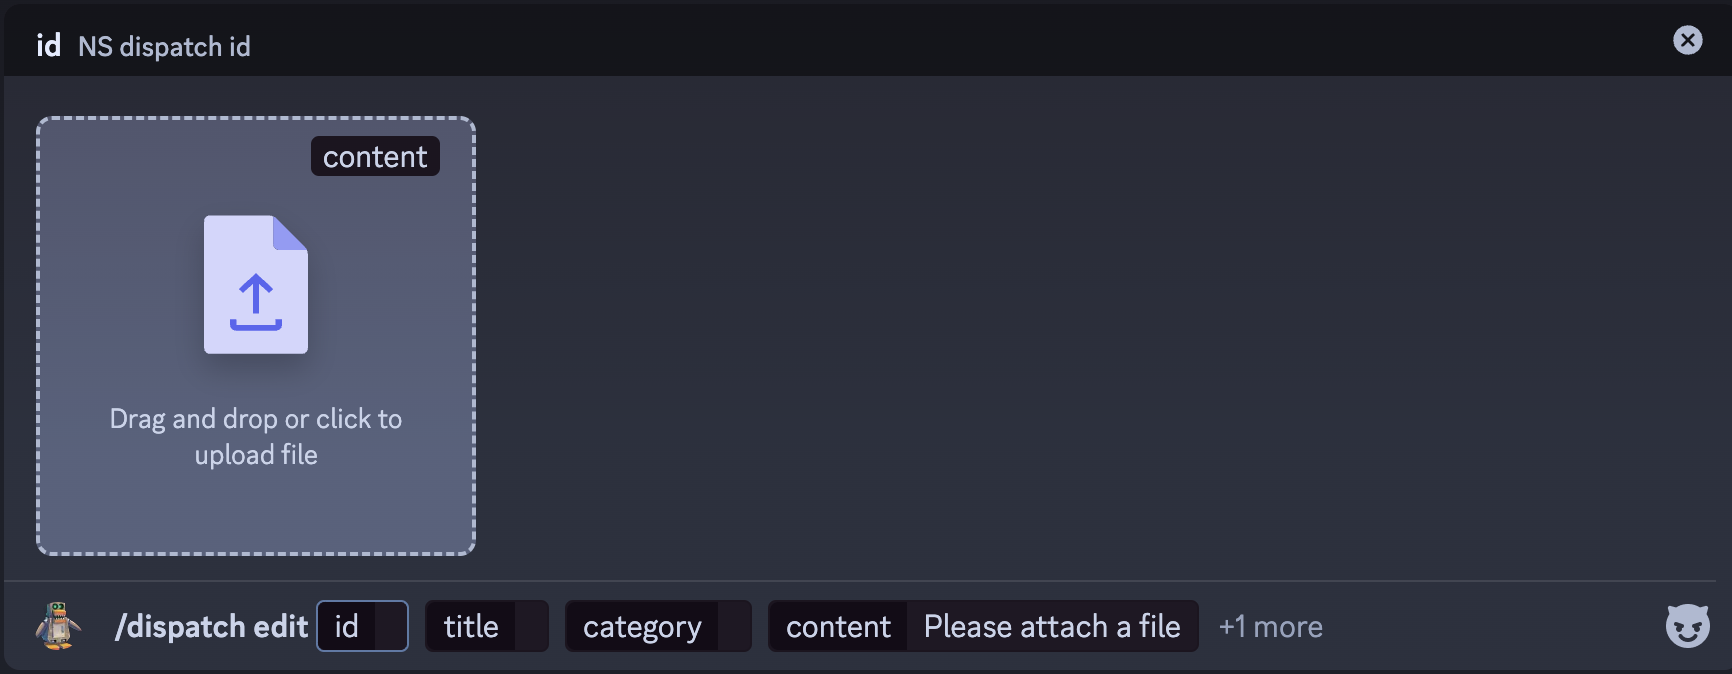 id NS dispatch id
content
Drag and drop or click to
upload file
/dispatch edit id title category content Please attach a file +1 more